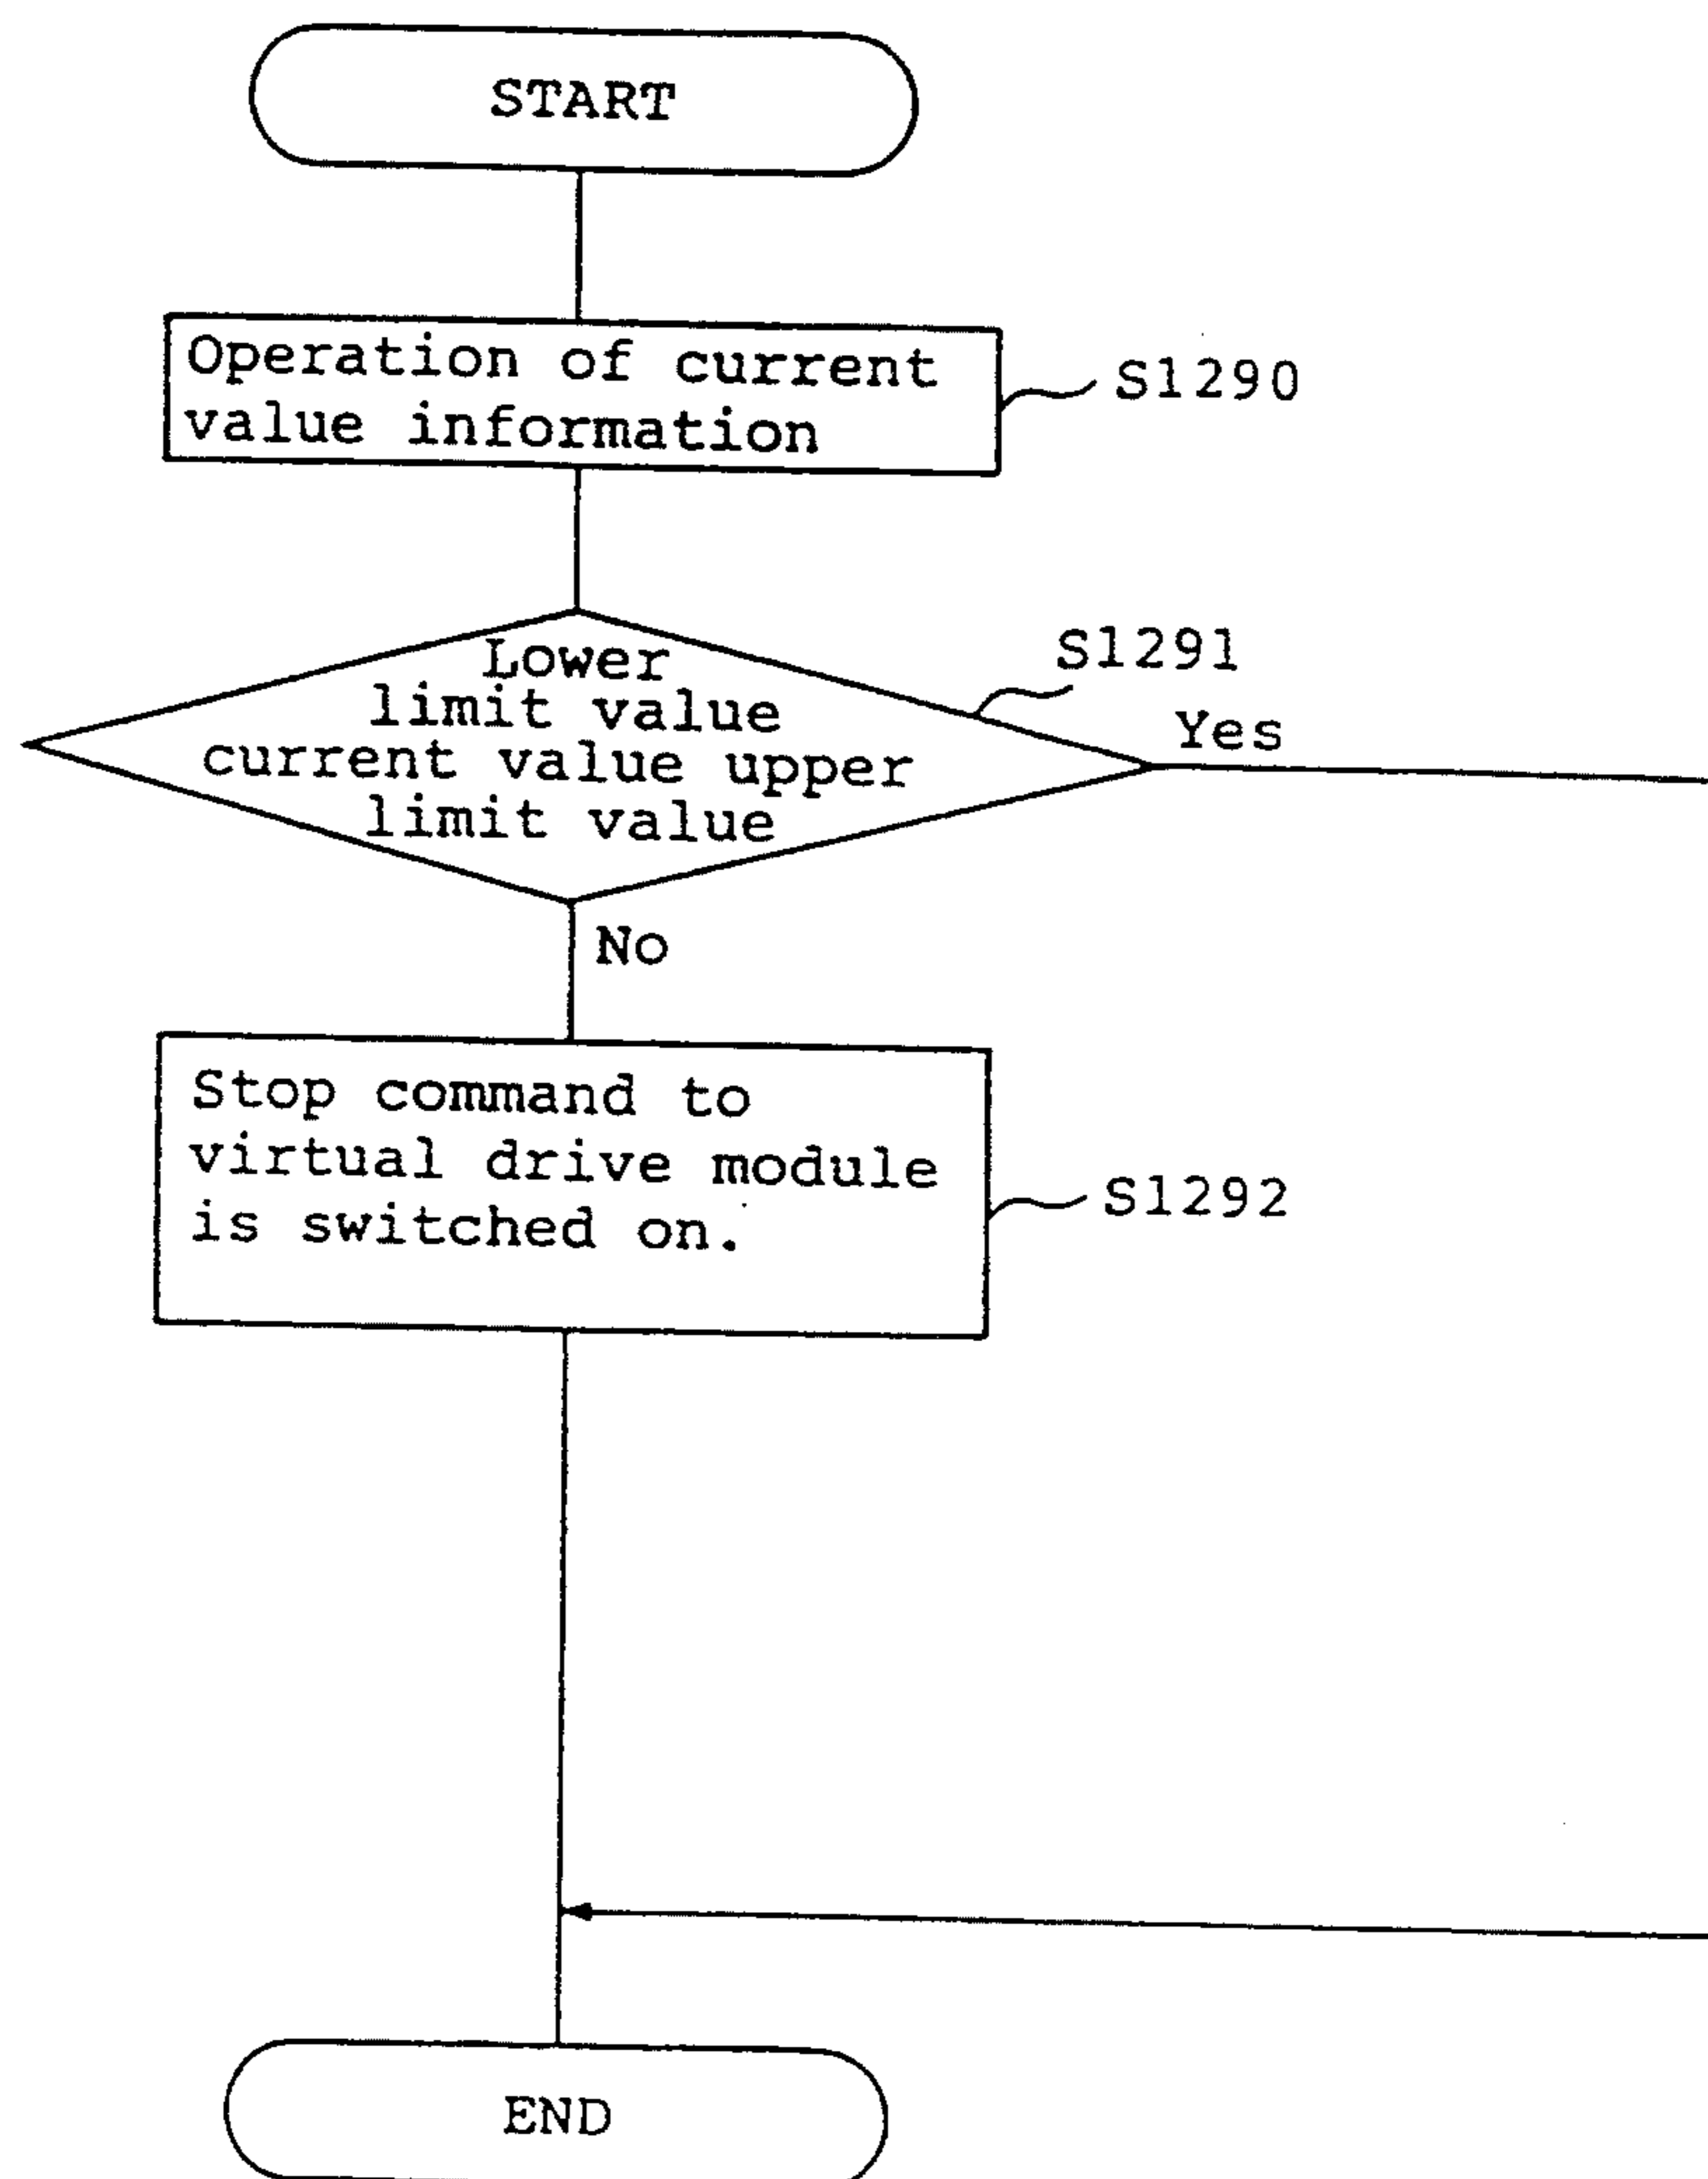 START
Operation of current
value information
S1290
Lower
limit value
current value upper
limit value
S1291
Yes
No
Stop command to
virtual drive module
is switched on.
S1292
END